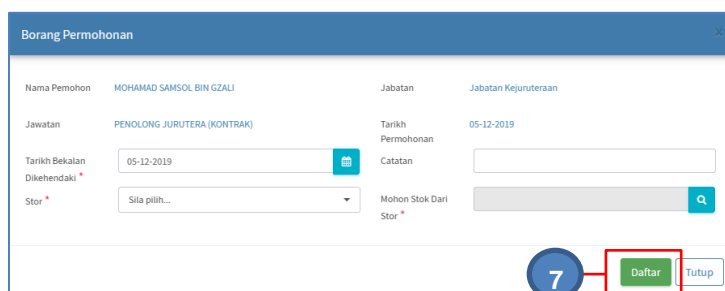 Borang Permohonan x
Nama Pemohon MOHAMAD SAMSOL BIN GZALI Jabatan Jabatan Kejuruteraan
Jawatan PENOLONG JURUTERA (KONTRAK) Tarikh Permohonan 05-12-2019
Tarikh Bekalan Dikehendaki * 05-12-2019 Catatan
Stor * Sila pilih... Mohon Stok Dari Stor *
7 Daftar Tutup